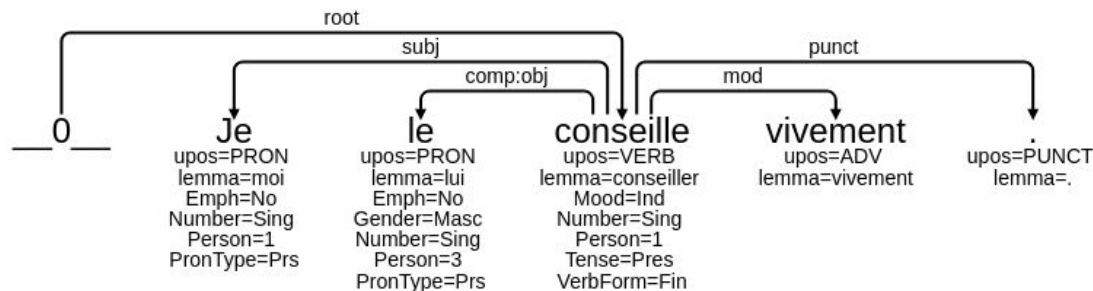 root
subj punct
comp:obj mod
__0__ Je le conseille vivement .
upos=PRON upos=PRON upos=VERB upos=ADV upos=PUNCT
lemma=moi lemma=lui lemma=conseiller lemma=vivement lemma=.
Emph=No Emph=No Mood=Ind
Number=Sing Gender=Masc Number=Sing
Person=1 Number=Sing Person=1
PronType=Prs Person=3 Tense=Pres
PronType=Prs VerbForm=Fin